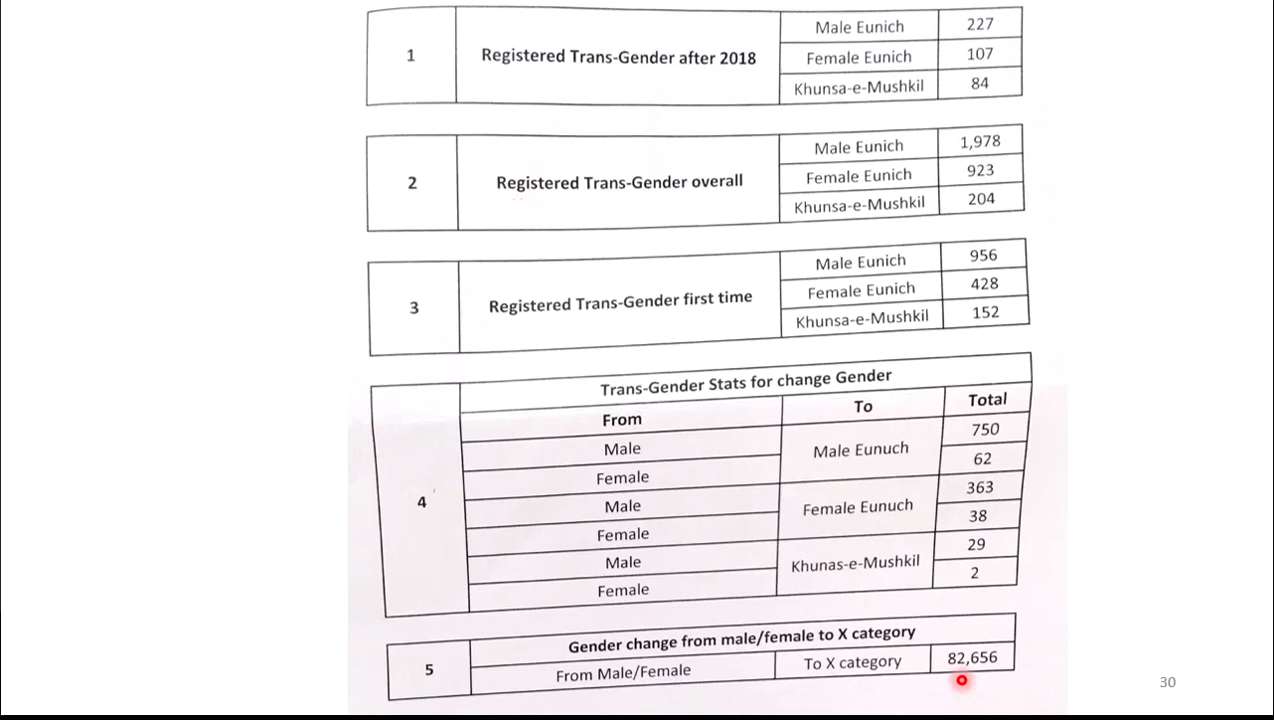 1 Registered Trans-Gender after 2018 Male Eunich 227
Female Eunich 107
Khunsa-e-Mushkil 84
2 Registered Trans-Gender overall Male Eunich 1,978
Female Eunich 923
Khunsa-e-Mushkil 204
3 Registered Trans-Gender first time Male Eunich 956
Female Eunich 428
Khunsa-e-Mushkil 152
4 Trans-Gender Stats for change Gender
From To Total
Male Male Eunuch 750
Female 62
Male Female Eunuch 363
Female 38
Male Khunas-e-Mushkil 29
Female 2
5 Gender change from male/female to X category
From Male/Female To X category 82,656
30